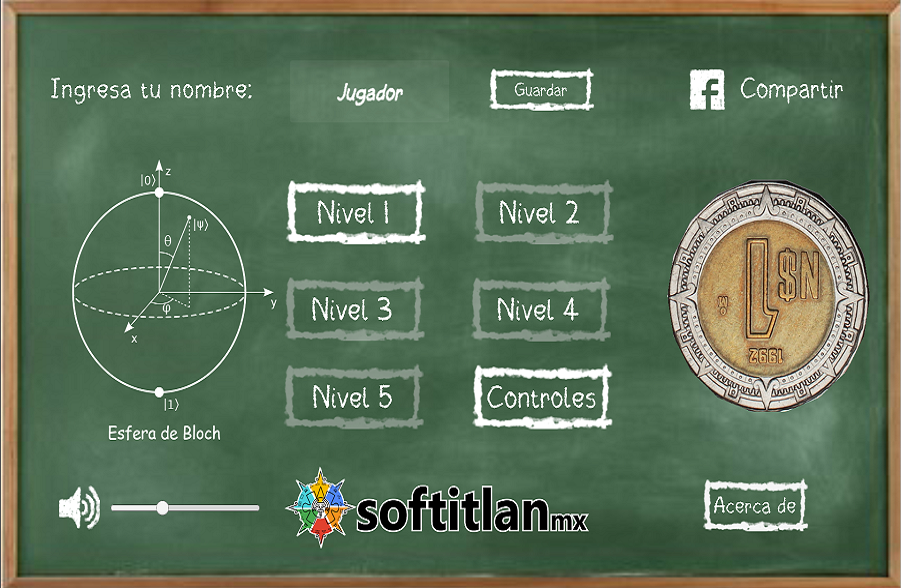 Ingresa tu nombre:
Jugador
Guardar
Compartir
z
|0⟩
|ψ⟩
θ
φ
y
x
|1⟩
Esfera de Bloch
Nivel 1
Nivel 2
Nivel 3
Nivel 4
Nivel 5
Controles
1
$N
M
o
1992
softitlan mx
Acerca de